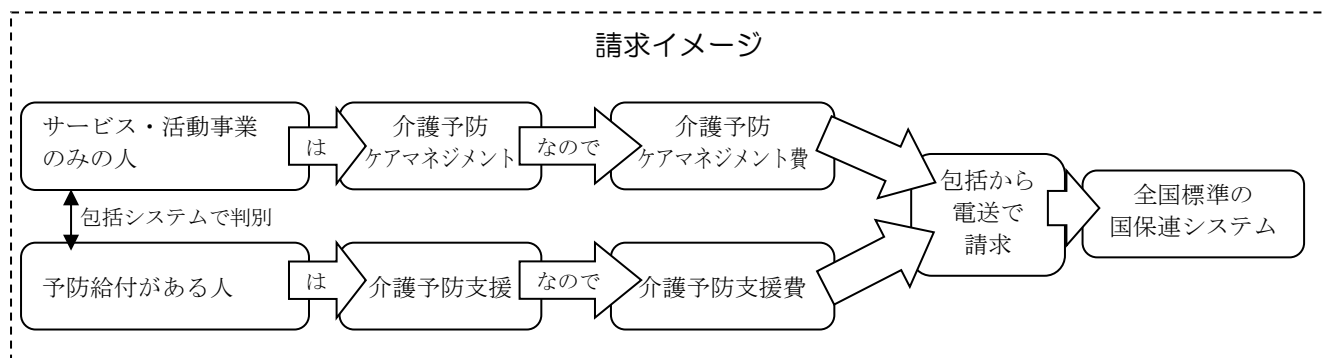 請求イメージ
サービス・活動事業
のみの人
は
介護予防
ケアマネジメント
なので
介護予防
ケアマネジメント費
包括から
電送で
請求
全国標準の
国保連システム
包括システムで判別
予防給付がある人
は
介護予防支援
なので
介護予防支援費